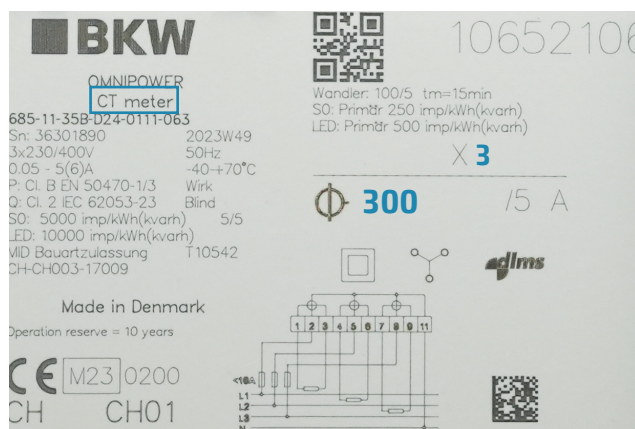 BKW
10652106
OMNIPOWER
CT meter
685-11-35B-D24-0111-063
Sn: 36301890 2023W49
3x230/400V 50Hz
0.05 - 5(6)A -40-+70°C
P: Cl. B EN 50470-1/3 Wirk
Q: Cl. 2 IEC 62053-23 Blind
S0: 5000 imp/kWh(kvarh) 5/5
LED: 10000 imp/kWh(kvarh)
MID Bauartzulassung T10542
CH-CH003-17009
Made in Denmark
Operation reserve = 10 years
CE M23 0200
CH CH01
Wandler: 100/5 tm=15min
S0: Primär 250 imp/kWh(kvarh)
LED: Primär 500 imp/kWh(kvarh)
X 3
300 /5 A
dlms
1 2 3 4 5 6 7 8 9 11
<10A
L1
L2
L3
N